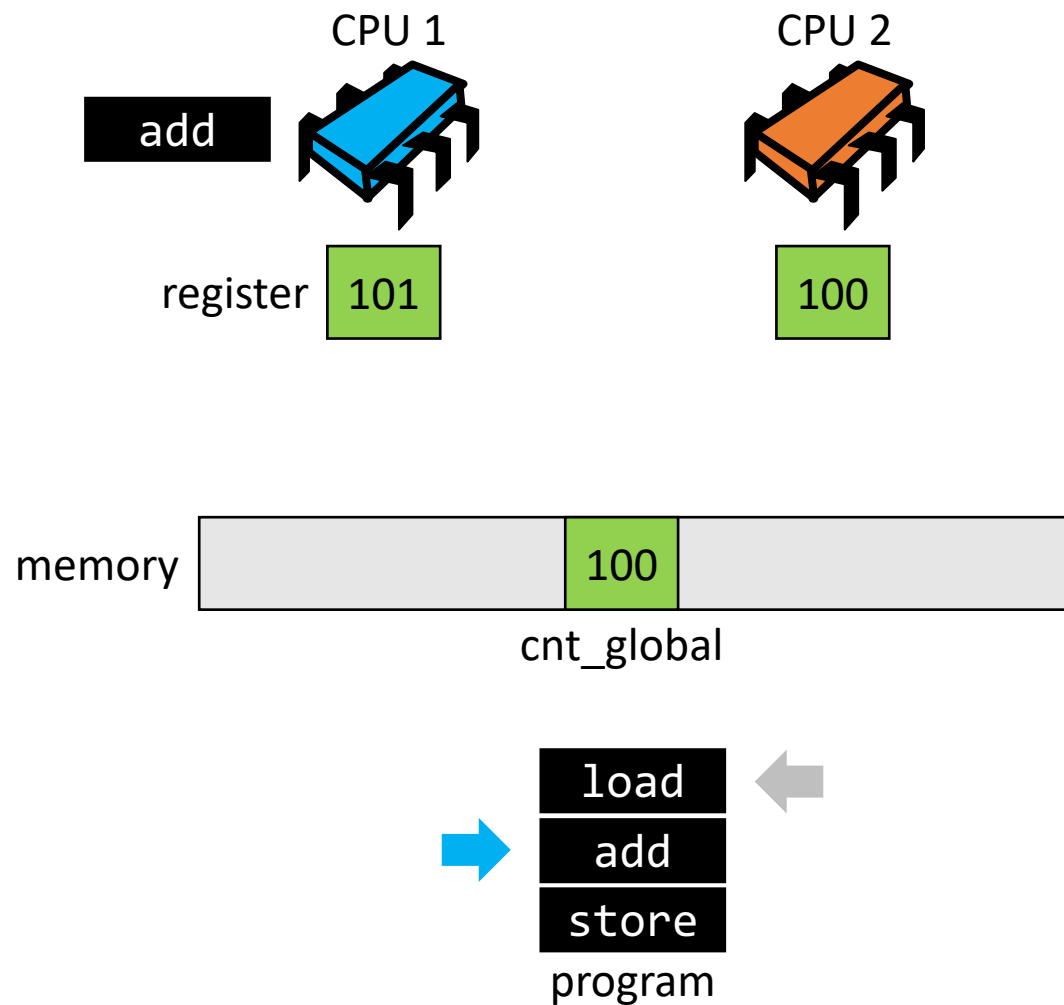 CPU 1
CPU 2
add
register
101
100
memory
100
cnt_global
load
add
store
program